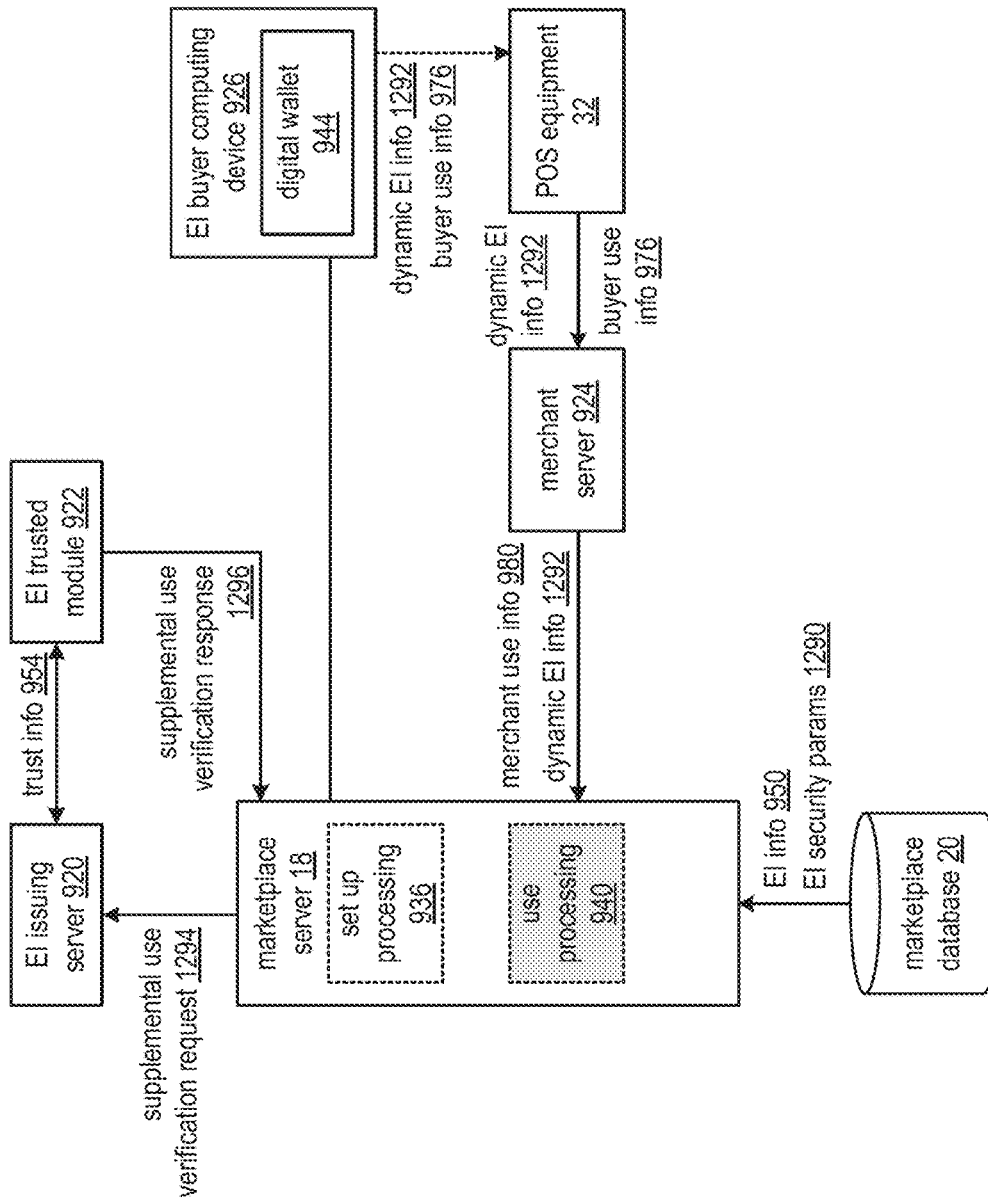 EI issuing
server 920
trust info 954
EI trusted
module 922
supplemental use
verification request 1294
supplemental use
verification response
1296
marketplace
server 18
set up
processing
936
use
processing
940
EI buyer computing
device 926
digital wallet
944
dynamic EI info 1292
buyer use info 976
merchant use info 980
dynamic EI info 1292
merchant
server 924
dynamic EI
info 1292
buyer use
info 976
POS equipment
32
EI info 950
EI security params 1290
marketplace
database 20